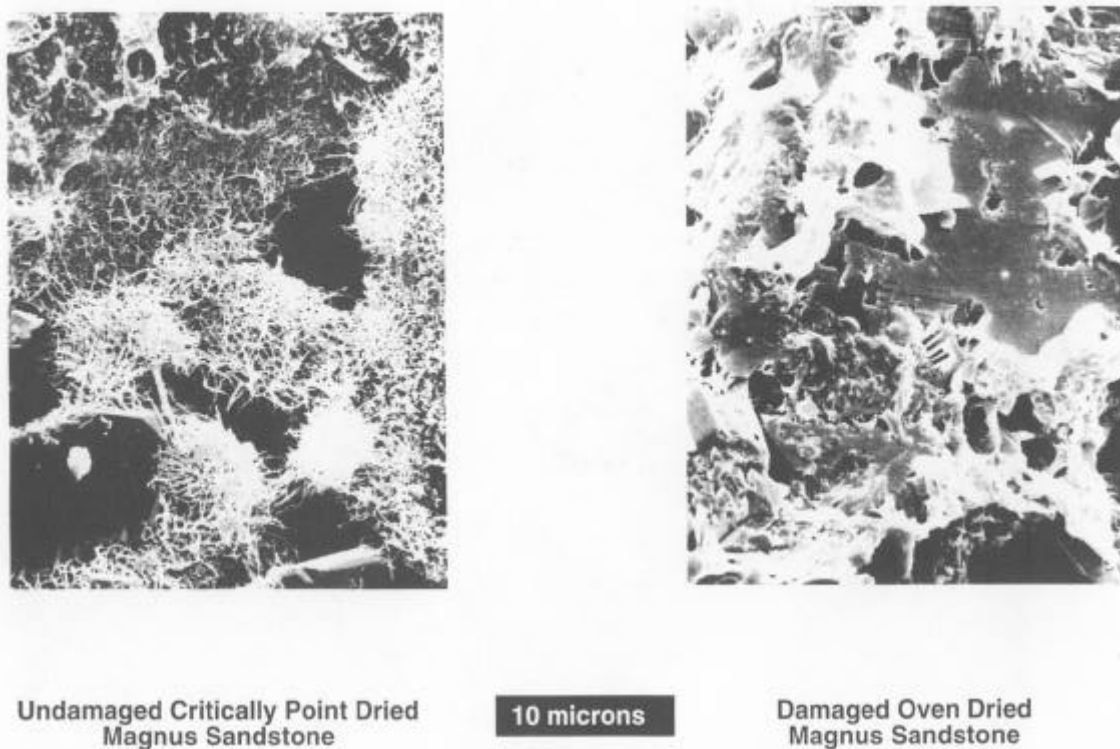 Undamaged Critically Point Dried
Magnus Sandstone
10 microns
Damaged Oven Dried
Magnus Sandstone